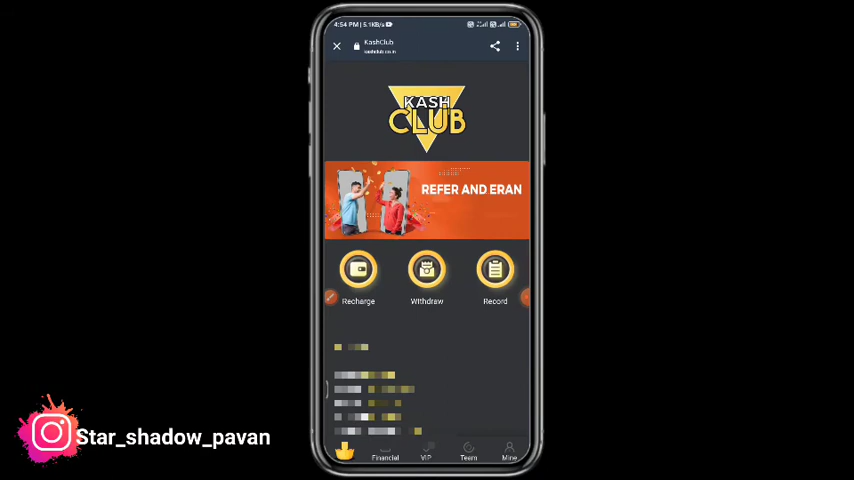 4:54 PM | 5.1KB/s
KashClub
kashclub.co.in
KASH
CLUB
REFER AND ERAN
Recharge
Withdraw
Record
Financial
VIP
Team
Mine
Star_shadow_pavan